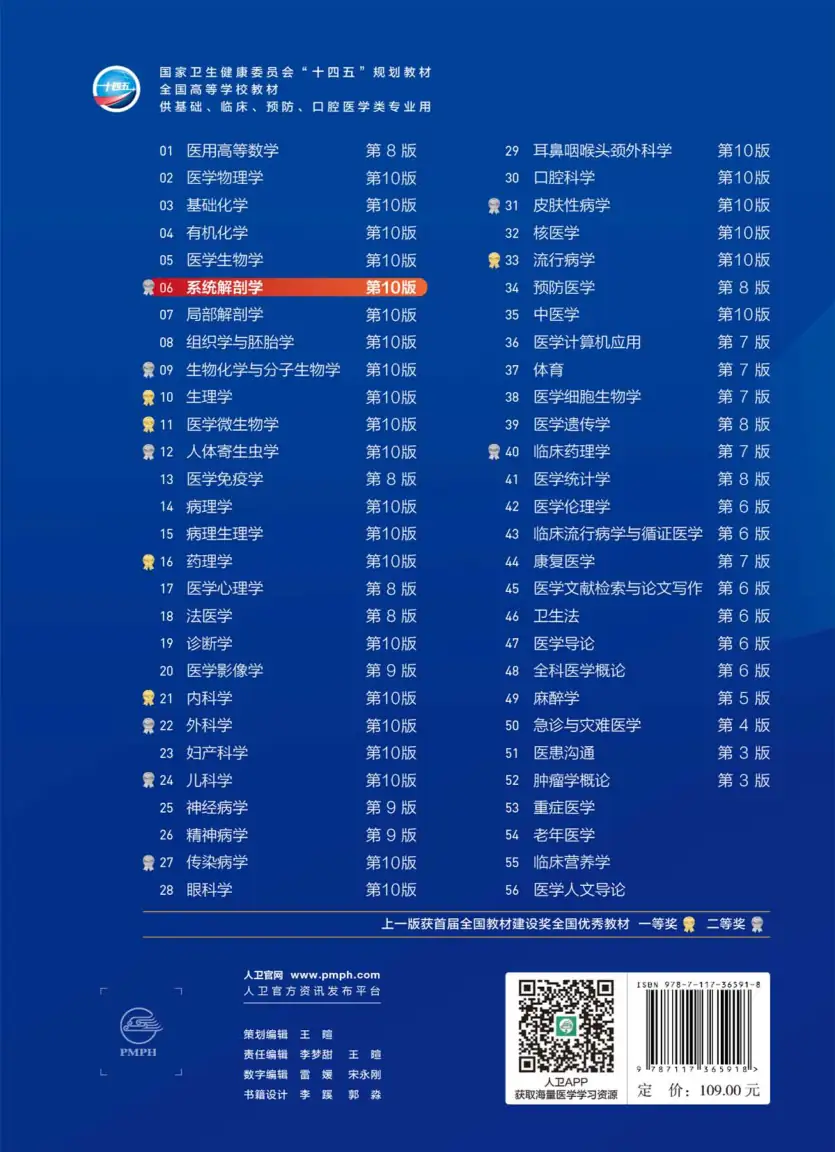 十四五
国家卫生健康委员会“十四五”规划教材
全国高等学校教材
供基础、临床、预防、口腔医学类专业用
01 医用高等数学 第 8 版
02 医学物理学 第10版
03 基础化学 第10版
04 有机化学 第10版
05 医学生物学 第10版
06 系统解剖学 第10版
07 局部解剖学 第10版
08 组织学与胚胎学 第10版
09 生物化学与分子生物学 第10版
10 生理学 第10版
11 医学微生物学 第10版
12 人体寄生虫学 第10版
13 医学免疫学 第 8 版
14 病理学 第10版
15 病理生理学 第10版
16 药理学 第10版
17 医学心理学 第 8 版
18 法医学 第 8 版
19 诊断学 第10版
20 医学影像学 第 9 版
21 内科学 第10版
22 外科学 第10版
23 妇产科学 第10版
24 儿科学 第10版
25 神经病学 第 9 版
26 精神病学 第 9 版
27 传染病学 第10版
28 眼科学 第10版
29 耳鼻咽喉头颈外科学 第10版
30 口腔科学 第10版
31 皮肤性病学 第10版
32 核医学 第10版
33 流行病学 第10版
34 预防医学 第 8 版
35 中医学 第10版
36 医学计算机应用 第 7 版
37 体育 第 7 版
38 医学细胞生物学 第 7 版
39 医学遗传学 第 8 版
40 临床药理学 第 7 版
41 医学统计学 第 8 版
42 医学伦理学 第 6 版
43 临床流行病学与循证医学 第 6 版
44 康复医学 第 7 版
45 医学文献检索与论文写作 第 6 版
46 卫生法 第 6 版
47 医学导论 第 6 版
48 全科医学概论 第 6 版
49 麻醉学 第 5 版
50 急诊与灾难医学 第 4 版
51 医患沟通 第 3 版
52 肿瘤学概论 第 3 版
53 重症医学
54 老年医学
55 临床营养学
56 医学人文导论
上一版获首届全国教材建设奖全国优秀教材 一等奖 二等奖
PMPH
人卫官网 www.pmph.com
人卫官方资讯发布平台
策划编辑 王 暄
责任编辑 李梦甜 王 暄
数字编辑 雷 媛 宋永刚
书籍设计 李 蹊 郭 淼
人卫APP
获取海量医学学习资源
ISBN 978-7-117-36591-8
9 787117 365918 >
定 价：109.00 元